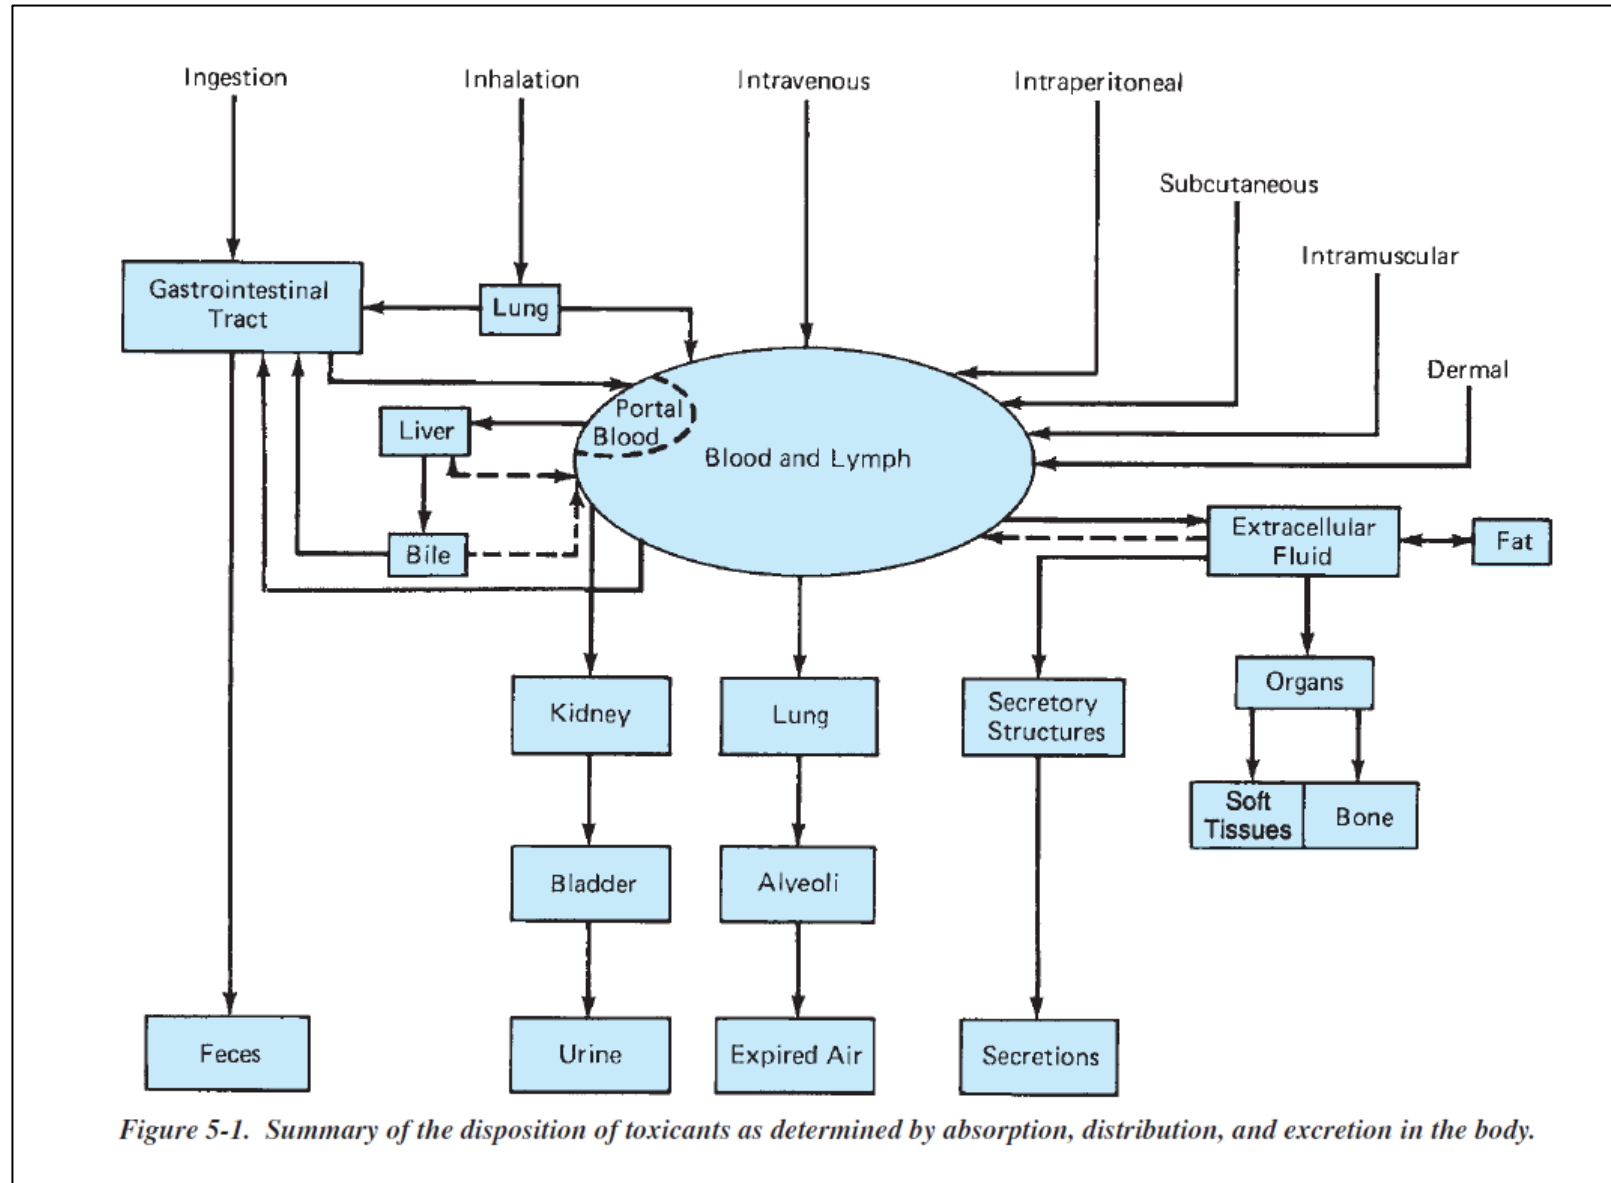 Ingestion
Inhalation
Intravenous
Intraperitoneal
Subcutaneous
Intramuscular
Dermal
Gastrointestinal
Tract
Lung
Portal
Blood
Liver
Blood and Lymph
Bile
Extracellular
Fluid
Fat
Kidney
Lung
Secretory
Structures
Organs
Soft
Tissues
Bone
Bladder
Alveoli
Feces
Urine
Expired Air
Secretions
Figure 5-1. Summary of the disposition of toxicants as determined by absorption, distribution, and excretion in the body.